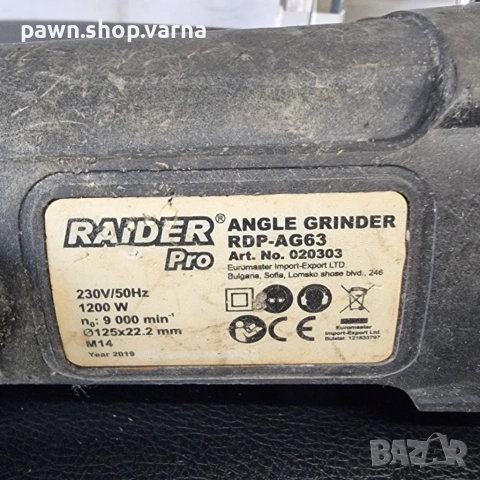 pawn.shop.varna
RAIDER®
Pro
ANGLE GRINDER
RDP-AG63
Art. No. 020303
Euromaster Import-Export LTD
Bulgaria, Sofia, Lomsko shose blvd., 246
230V/50Hz
1200 W
n₀: 9 000 min⁻¹
Ø125x22.2 mm
M14
Year 2019
Euromaster
Import-Export Ltd
Bulstat: 121833797
BAZAR